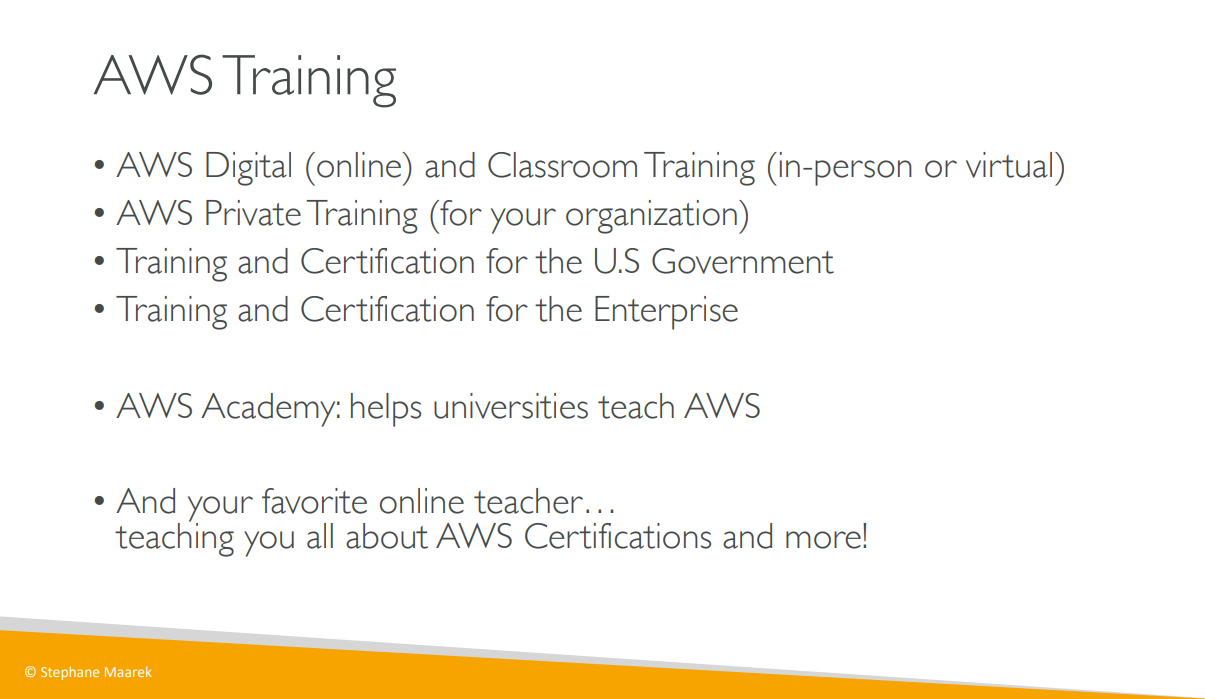 AWS Training
• AWS Digital (online) and Classroom Training (in-person or virtual)
• AWS Private Training (for your organization)
• Training and Certification for the U.S Government
• Training and Certification for the Enterprise
• AWS Academy: helps universities teach AWS
• And your favorite online teacher…
teaching you all about AWS Certifications and more!
© Stephane Maarek